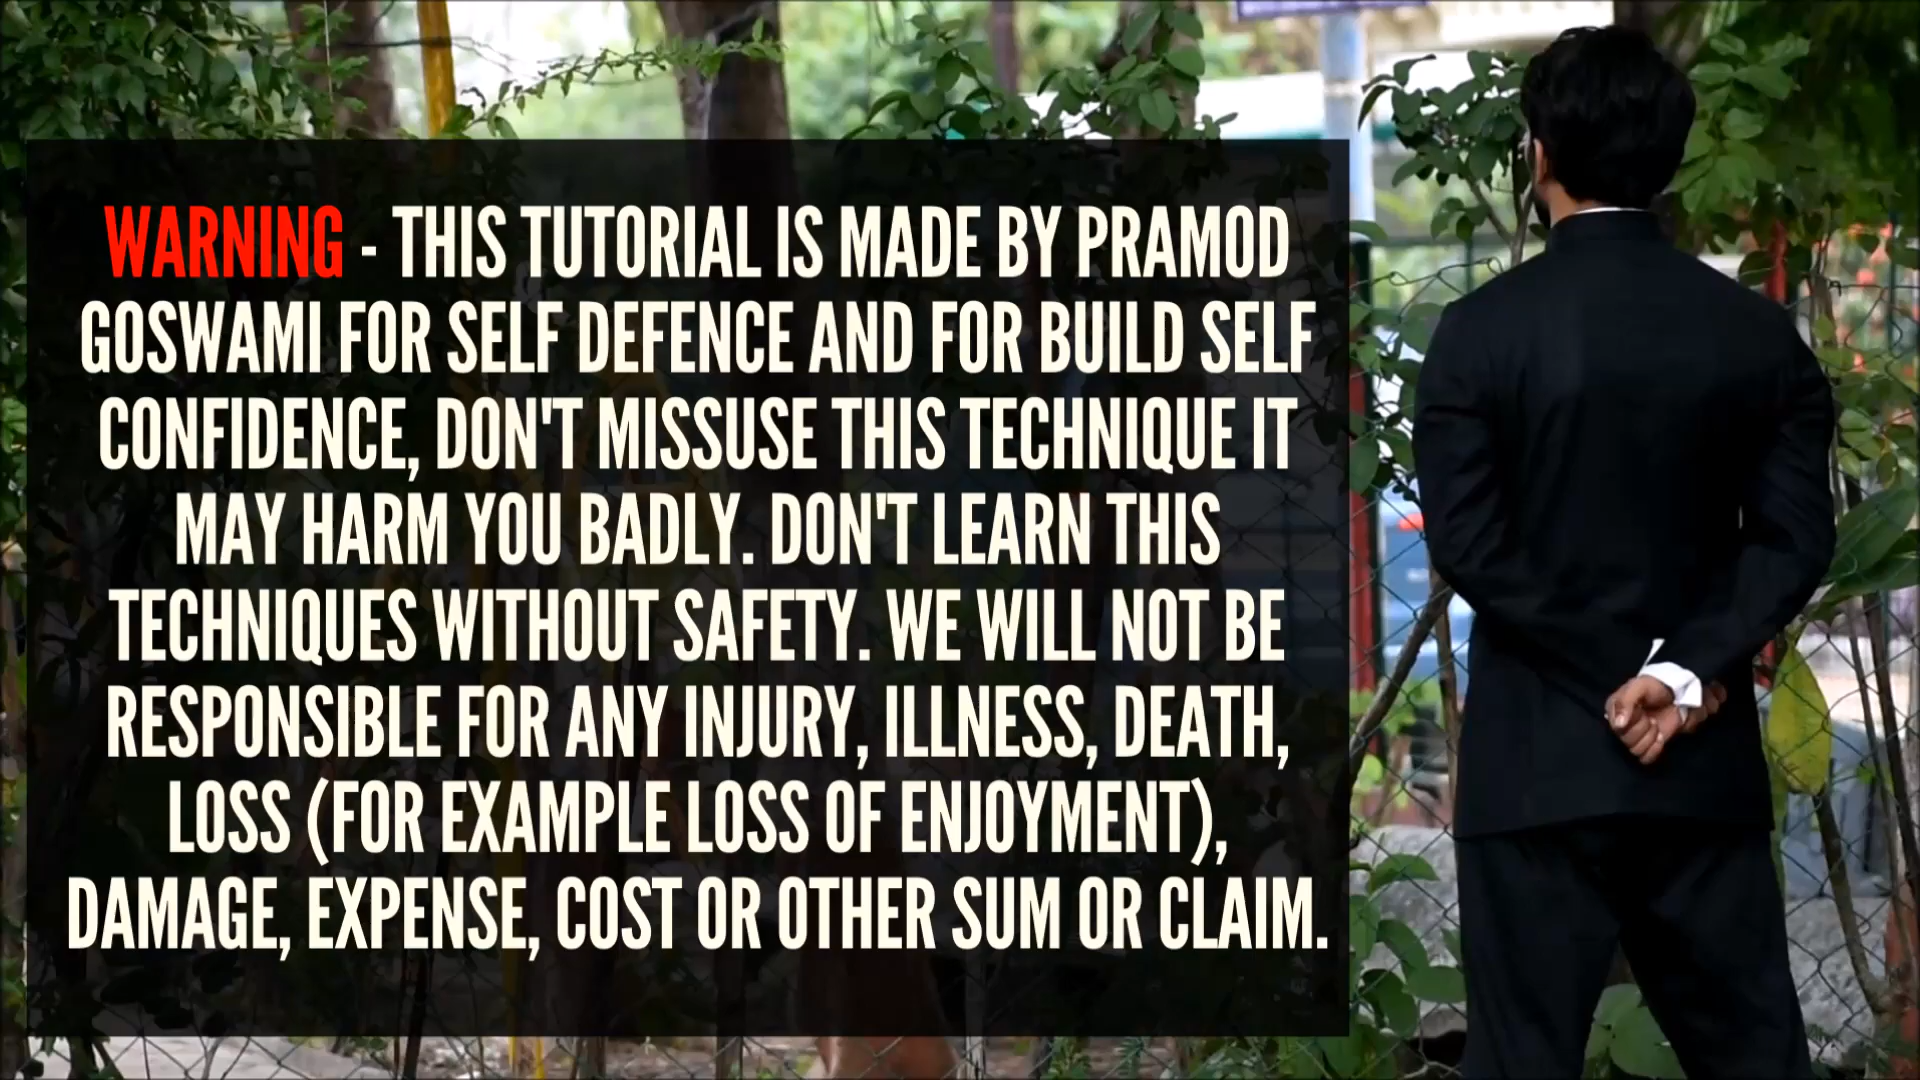 WARNING - THIS TUTORIAL IS MADE BY PRAMOD
GOSWAMI FOR SELF DEFENCE AND FOR BUILD SELF
CONFIDENCE, DON'T MISSUSE THIS TECHNIQUE IT
MAY HARM YOU BADLY. DON'T LEARN THIS
TECHNIQUES WITHOUT SAFETY. WE WILL NOT BE
RESPONSIBLE FOR ANY INJURY, ILLNESS, DEATH,
LOSS (FOR EXAMPLE LOSS OF ENJOYMENT),
DAMAGE, EXPENSE, COST OR OTHER SUM OR CLAIM.